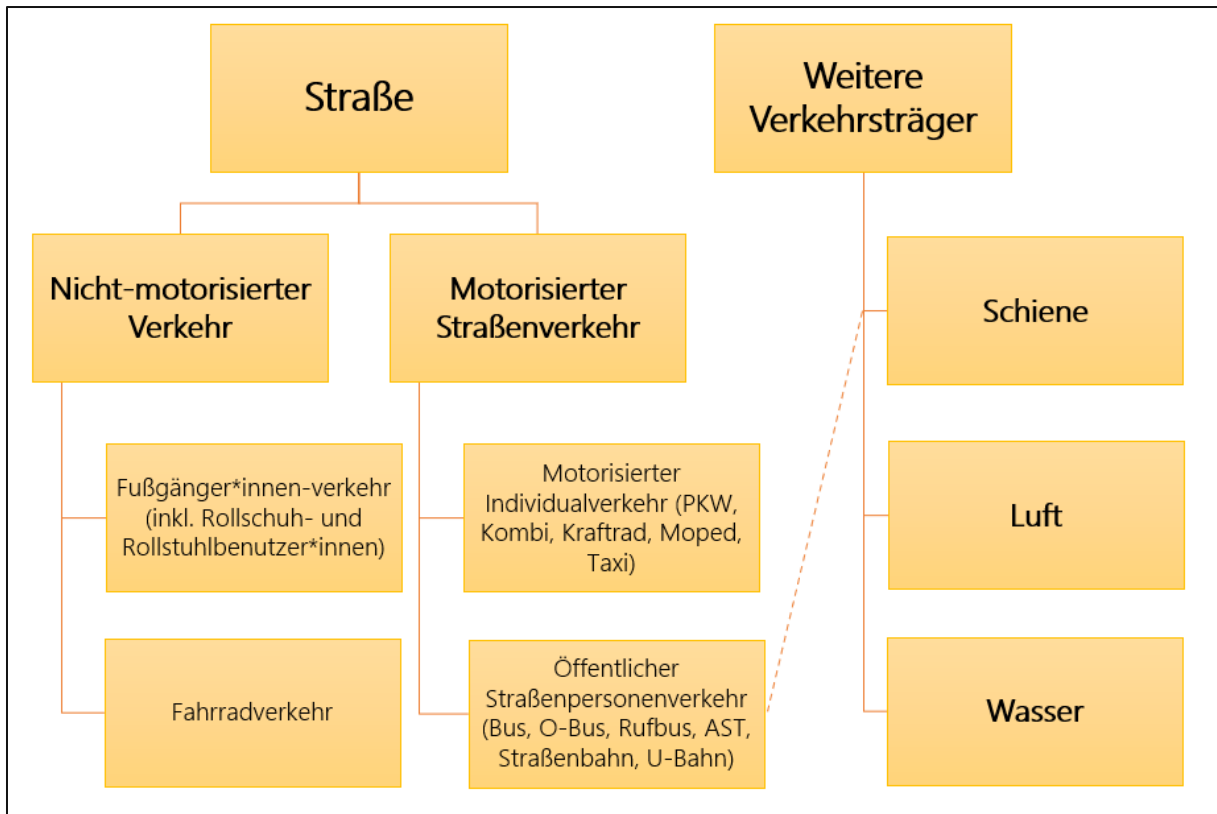 Straße
Weitere
Verkehrsträger
Nicht-motorisierter
Verkehr
Motorisierter
Straßenverkehr
Schiene
Fußgänger*innen-verkehr
(inkl. Rollschuh- und
Rollstuhlbenutzer*innen)
Motorisierter
Individualverkehr (PKW,
Kombi, Kraftrad, Moped,
Taxi)
Luft
Fahrradverkehr
Öffentlicher
Straßenpersonenverkehr
(Bus, O-Bus, Rufbus, AST,
Straßenbahn, U-Bahn)
Wasser